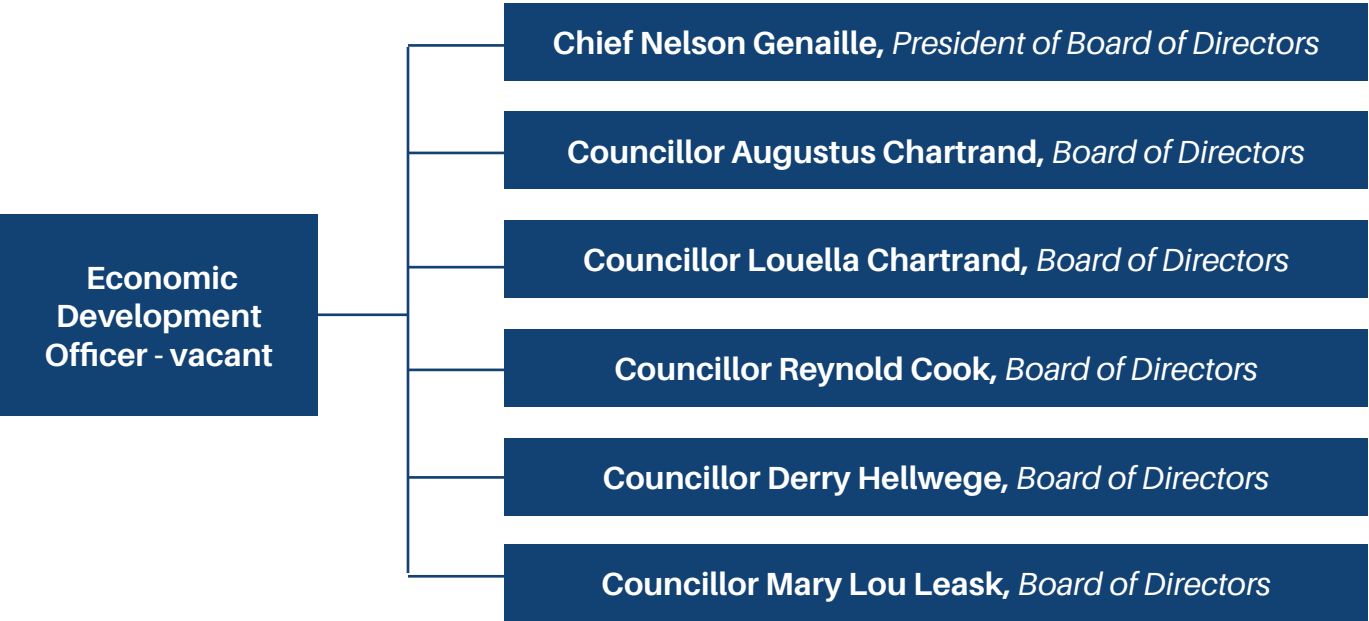 Chief Nelson Genaille, President of Board of Directors
Councillor Augustus Chartrand, Board of Directors
Councillor Louella Chartrand, Board of Directors
Economic
Development
Officer - vacant
Councillor Reynold Cook, Board of Directors
Councillor Derry Hellwege, Board of Directors
Councillor Mary Lou Leask, Board of Directors